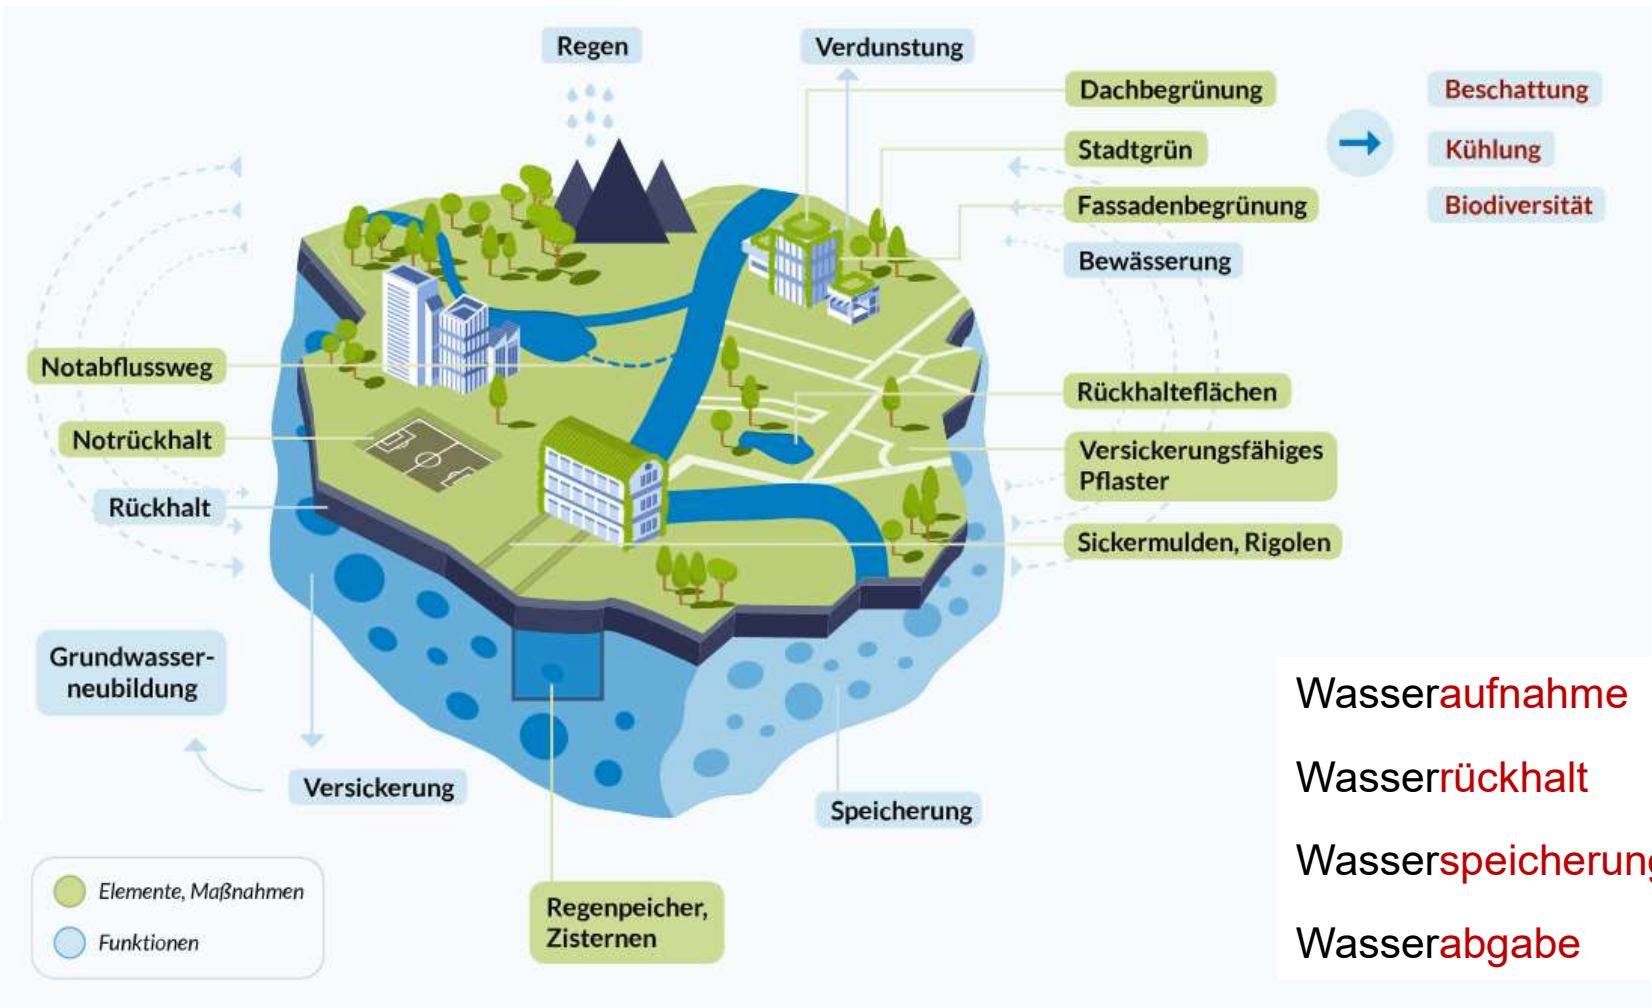 Regen
Verdunstung
Dachbegrünung
Beschattung
Stadtgrün
Kühlung
Fassadenbegrünung
Biodiversität
Bewässerung
Notabflussweg
Rückhalteflächen
Notrückhalt
Versickerungsfähiges
Pflaster
Rückhalt
Sickermulden, Rigolen
Grundwasser-
neubildung
Versickerung
Speicherung
Regenpeicher,
Zisternen
Elemente, Maßnahmen
Funktionen
Wasseraufnahme
Wasserrückhalt
Wasserspeicherung
Wasserabgabe